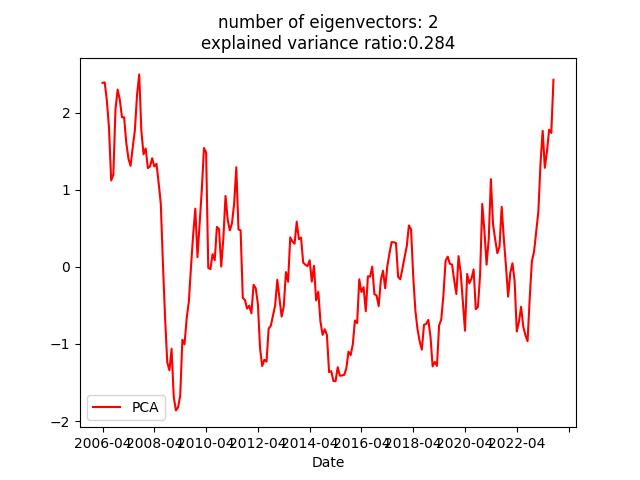 number of eigenvectors: 2
explained variance ratio:0.284
2
1
0
−1
−2
PCA
2006-04 2008-04 2010-04 2012-04 2014-04 2016-04 2018-04 2020-04 2022-04
Date